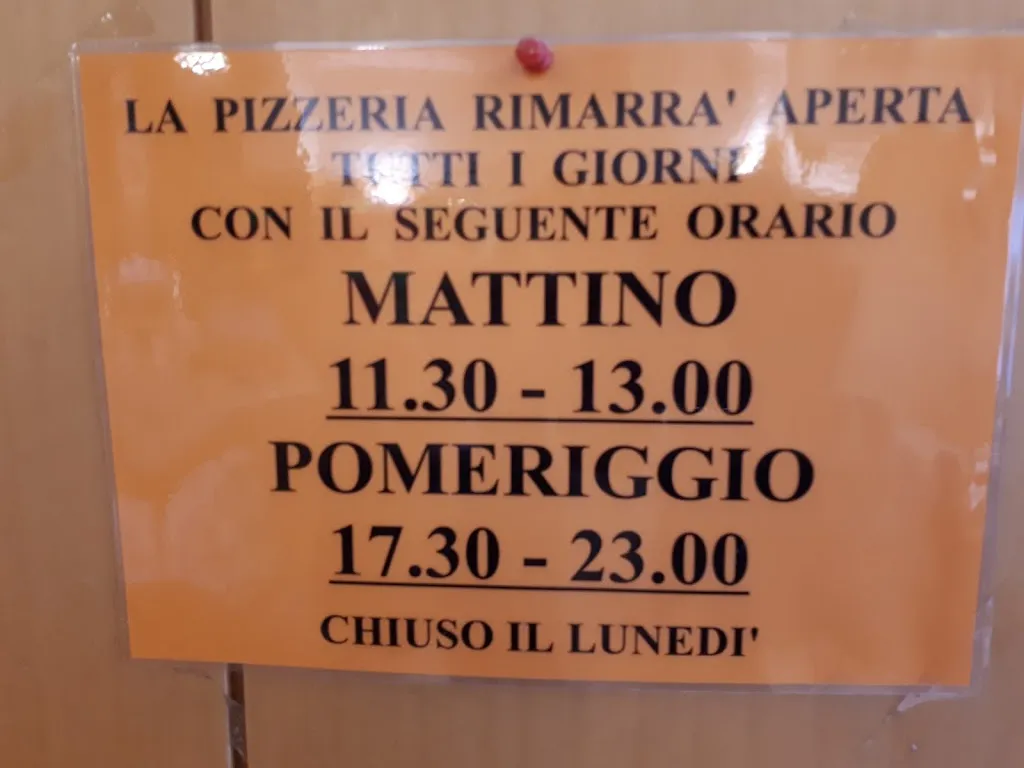 LA PIZZERIA RIMARRA' APERTA
TUTTI I GIORNI
CON IL SEGUENTE ORARIO
MATTINO
11.30 - 13.00
POMERIGGIO
17.30 - 23.00
CHIUSO IL LUNEDI'